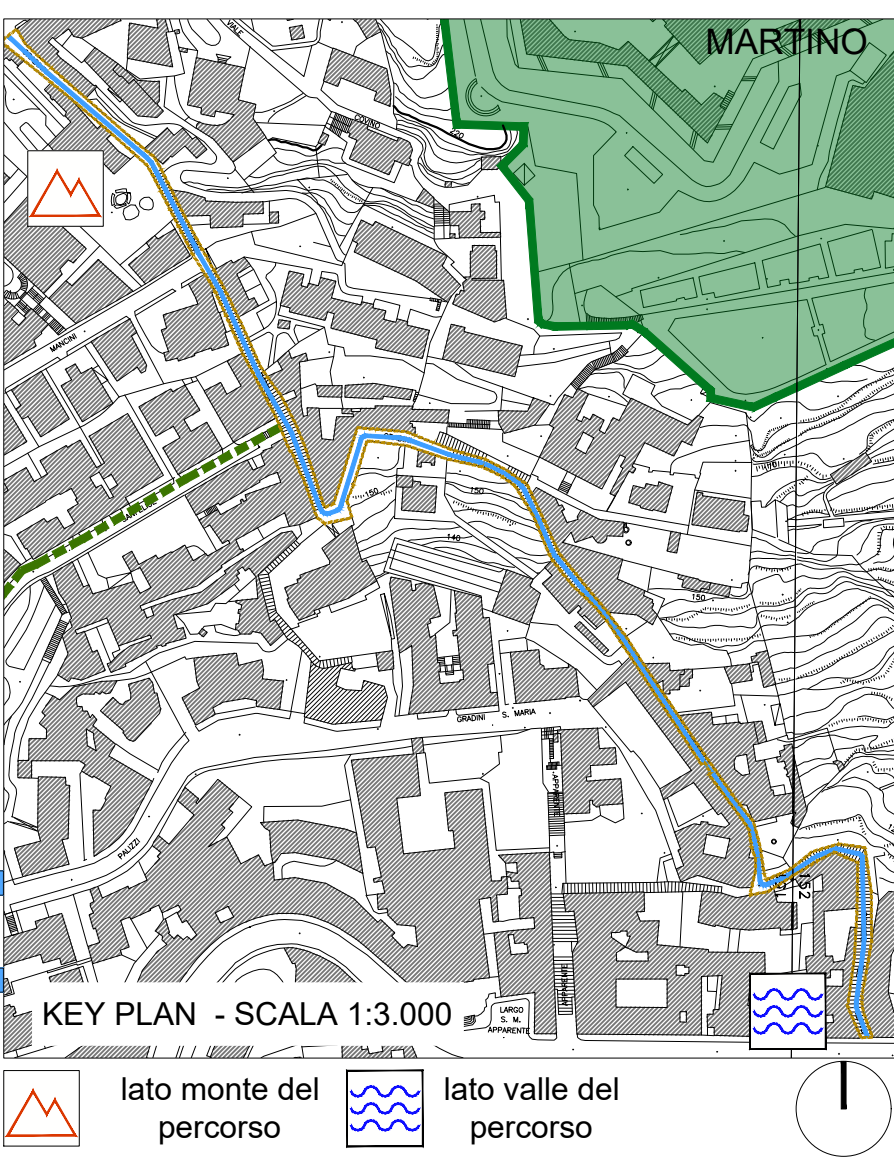 VIALE
MARTINO
COVINO
220
MANCINI
150
150
140
150
GRADINI S. MARIA
APPARENTE
PALIZZI
152
KEY PLAN - SCALA 1:3.000
LARGO
S. M.
APPARENTE
lato monte del
percorso
lato valle del
percorso